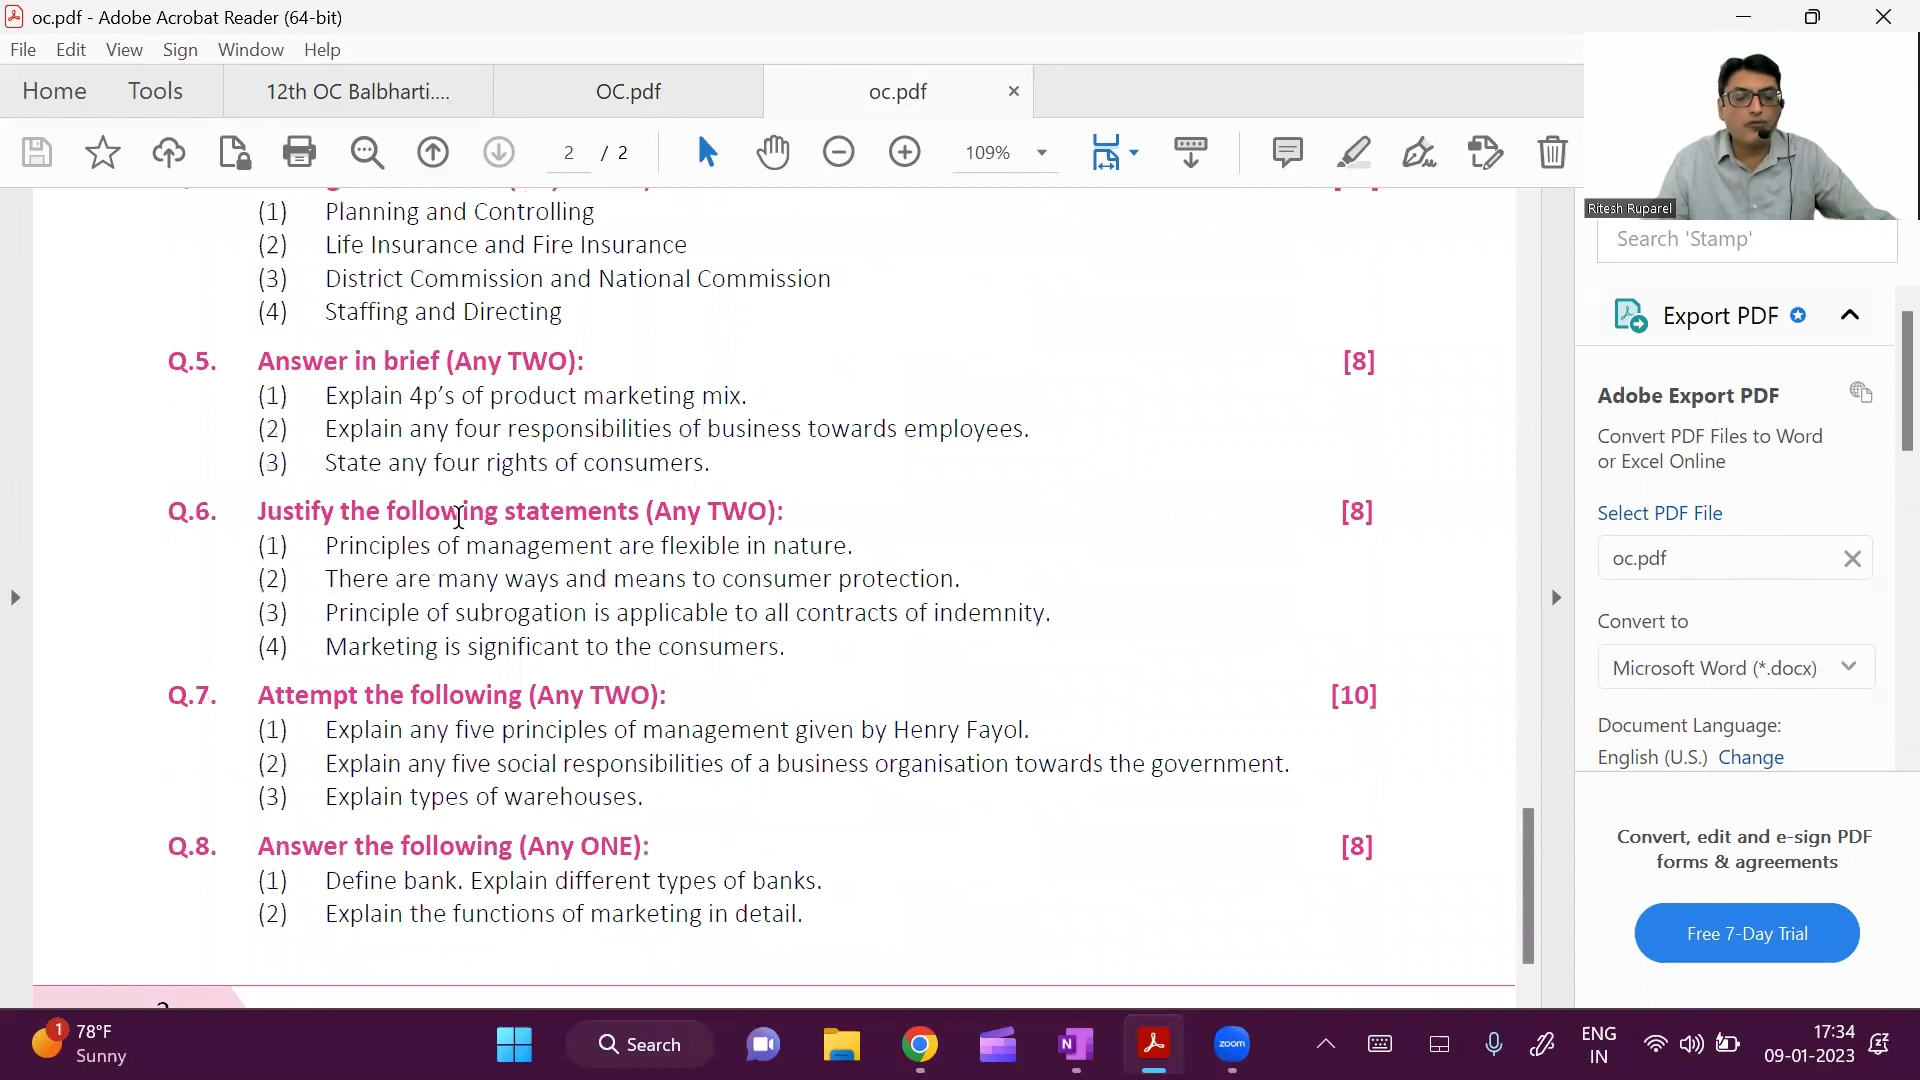 oc.pdf - Adobe Acrobat Reader (64-bit)
File Edit View Sign Window Help
Home Tools 12th OC Balbharti.... OC.pdf oc.pdf
2 / 2 109%
Ritesh Ruparel
Search 'Stamp'
(1) Planning and Controlling
(2) Life Insurance and Fire Insurance
(3) District Commission and National Commission
(4) Staffing and Directing
Q.5. Answer in brief (Any TWO): [8]
(1) Explain 4p’s of product marketing mix.
(2) Explain any four responsibilities of business towards employees.
(3) State any four rights of consumers.
Q.6. Justify the following statements (Any TWO): [8]
(1) Principles of management are flexible in nature.
(2) There are many ways and means to consumer protection.
(3) Principle of subrogation is applicable to all contracts of indemnity.
(4) Marketing is significant to the consumers.
Q.7. Attempt the following (Any TWO): [10]
(1) Explain any five principles of management given by Henry Fayol.
(2) Explain any five social responsibilities of a business organisation towards the government.
(3) Explain types of warehouses.
Q.8. Answer the following (Any ONE): [8]
(1) Define bank. Explain different types of banks.
(2) Explain the functions of marketing in detail.
Export PDF
Adobe Export PDF
Convert PDF Files to Word
or Excel Online
Select PDF File
oc.pdf
Convert to
Microsoft Word (*.docx)
Document Language:
English (U.S.) Change
Convert, edit and e-sign PDF
forms & agreements
Free 7-Day Trial
1 78°F
Sunny
Search
zoom
ENG
IN
17:34
09-01-2023